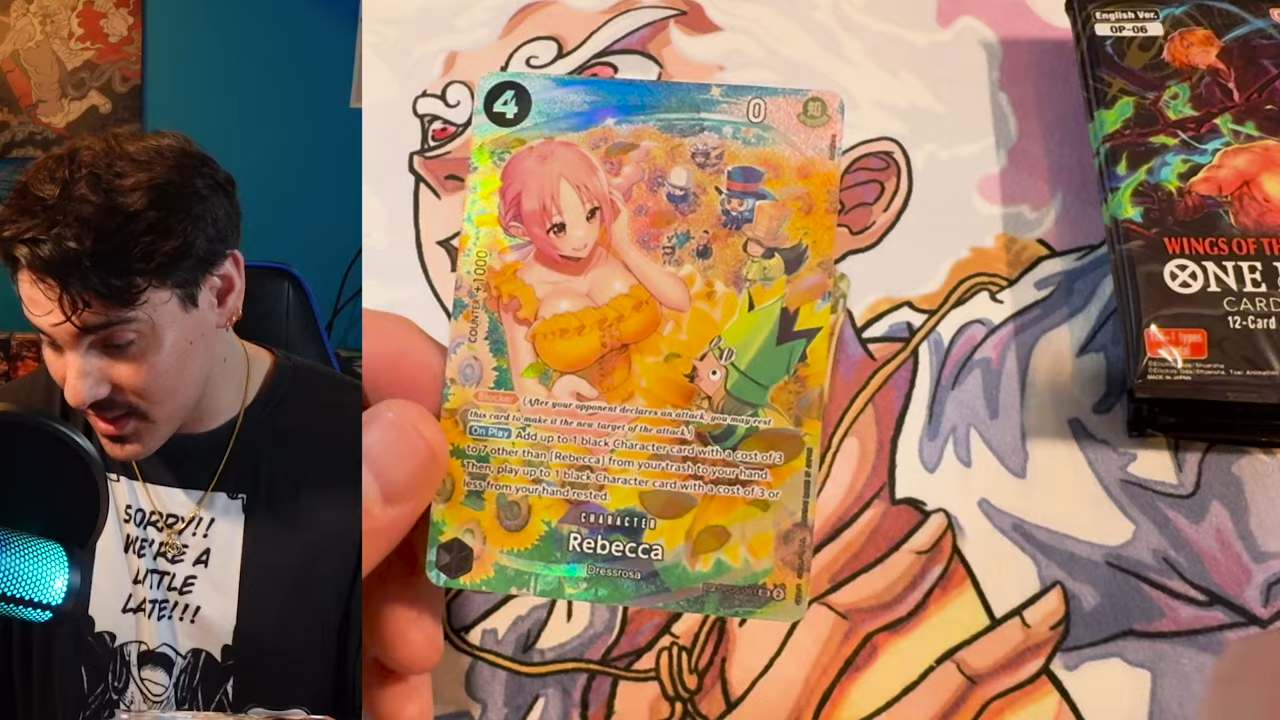 SORRY!!
WE'RE A
LITTLE
LATE!!!
4
0
COUNTER +1000
Blocker (After your opponent declares an attack, you may rest
this card to make it the new target of the attack.)
On Play Add up to 1 black Character card with a cost of 3
to 7 other than [Rebecca] from your trash to your hand.
Then, play up to 1 black Character card with a cost of 3 or
less from your hand rested.
CHARACTER
Rebecca
Dressrosa
English Ver.
OP-06
WINGS OF TH
ONE
CARD
12-Card
MADE IN JAPAN